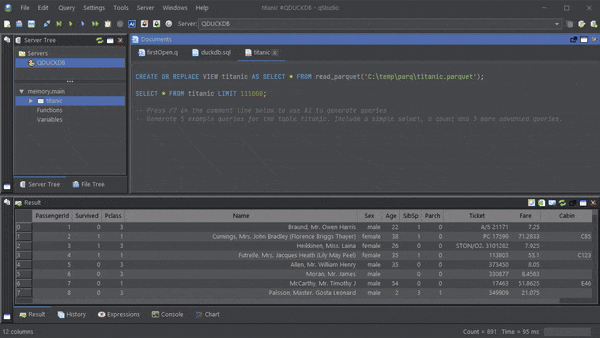 titanic #QDUCKDB - qStudio
File Edit Query Settings Tools Server Windows Help
Server: QDUCKDB
Server Tree
Servers
QDUCKDB
memory.main
titanic
Functions
Variables
Server Tree File Tree
Documents
firstOpen.q duckdb.sql titanic
CREATE OR REPLACE VIEW titanic AS SELECT * FROM read_parquet('C:\temp\parq\titanic.parquet');
SELECT * FROM titanic LIMIT 111000;
-- Press F7 on the comment line below to use AI to generate queries
-- Generate 5 example queries for the table titanic. Include a simple select, a count and 3 more advanced queries.
Result
PassengerId Survived Pclass Name Sex Age SibSp Parch Ticket Fare Cabin
0 1 0 3 Braund, Mr. Owen Harris male 22 1 0 A/5 21171 7.25
1 2 1 1 Cumings, Mrs. John Bradley (Florence Briggs Thayer) female 38 1 0 PC 17599 71.2833 C85
2 3 1 3 Heikkinen, Miss. Laina female 26 0 0 STON/O2. 3101282 7.925
3 4 1 1 Futrelle, Mrs. Jacques Heath (Lily May Peel) female 35 1 0 113803 53.1 C123
4 5 0 3 Allen, Mr. William Henry male 35 0 0 373450 8.05
5 6 0 3 Moran, Mr. James male 0 0 330877 8.4583
6 7 0 1 McCarthy, Mr. Timothy J male 54 0 0 17463 51.8625 E46
7 8 0 3 Palsson, Master. Gosta Leonard male 2 3 1 349909 21.075
Result History Expressions Console Chart
12 columns
Count = 891 Time = 95 ms